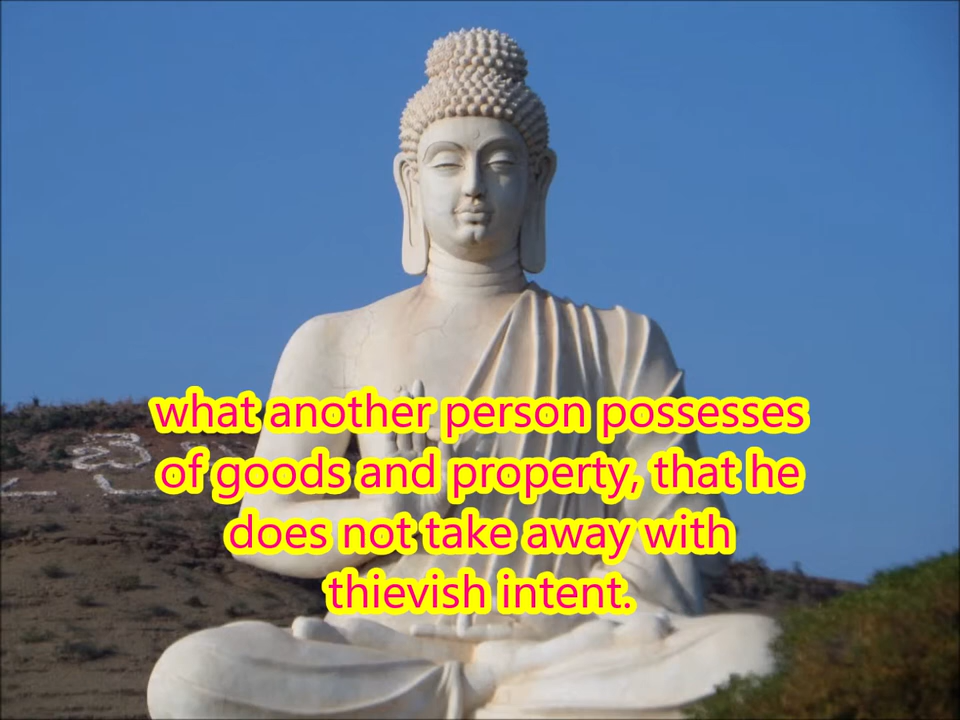 what another person possesses
of goods and property, that he
does not take away with
thievish intent.